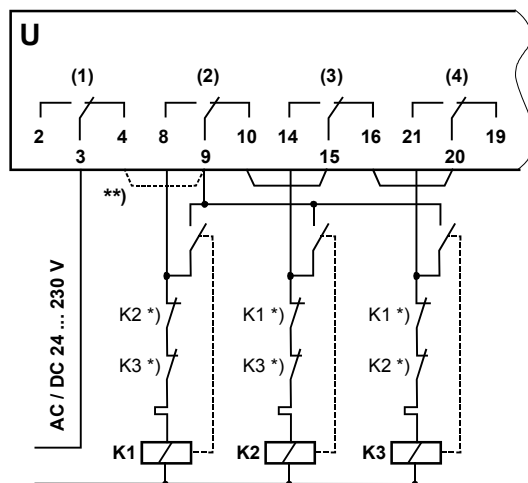 U
(1) (2) (3) (4)
2 4 8 10 14 16 21 19
3 9 15 20
**)
AC / DC 24 ... 230 V
K2 *) K1 *) K1 *)
K3 *) K3 *) K2 *)
K1 K2 K3